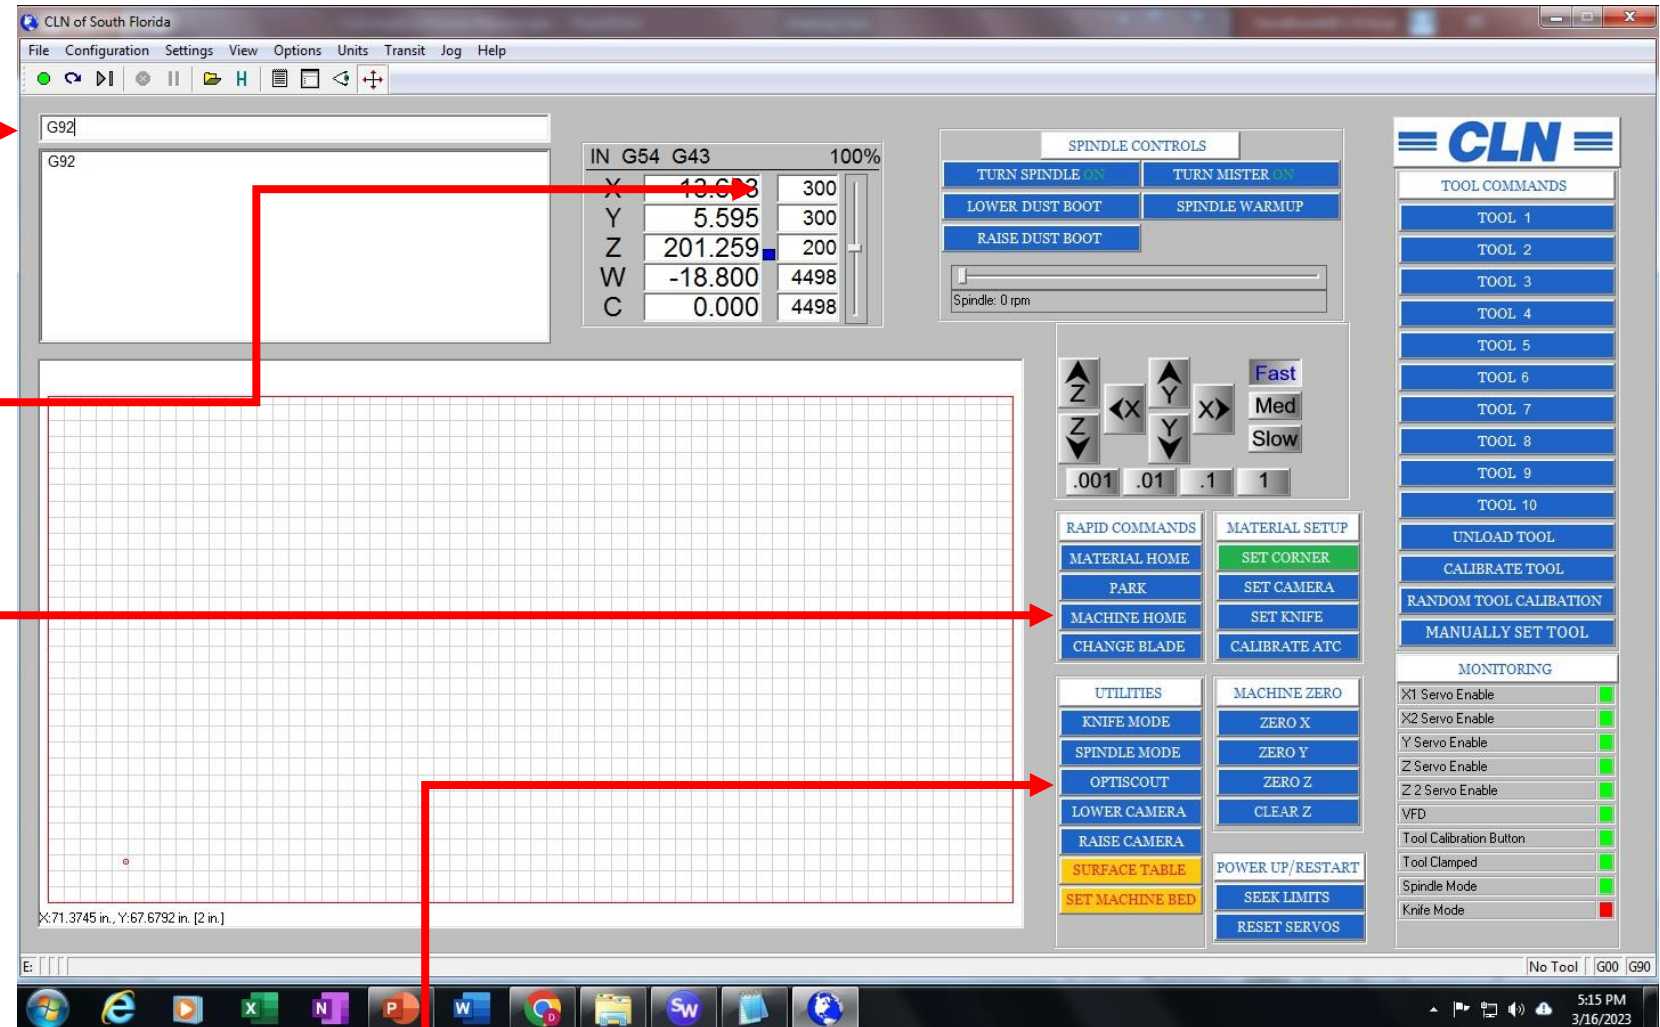 CLN of South Florida
File Configuration Settings View Options Units Transit Jog Help
G92
G92
IN G54 G43 100%
X 300
Y 5.595 300
Z 201.259 200
W -18.800 4498
C 0.000 4498
SPINDLE CONTROLS
TURN SPINDLE ON TURN MISTER ON
LOWER DUST BOOT SPINDLE WARMUP
RAISE DUST BOOT
Spindle: 0 rpm
Z Y Fast
X X Med
Z Y Slow
.001 .01 .1 1
RAPID COMMANDS
MATERIAL HOME
PARK
MACHINE HOME
CHANGE BLADE
MATERIAL SETUP
SET CORNER
SET CAMERA
SET KNIFE
CALIBRATE ATC
UTILITIES
KNIFE MODE
SPINDLE MODE
OPTISCOUT
LOWER CAMERA
RAISE CAMERA
SURFACE TABLE
SET MACHINE BED
MACHINE ZERO
ZERO X
ZERO Y
ZERO Z
CLEAR Z
POWER UP/RESTART
SEEK LIMITS
RESET SERVOS
CLN
TOOL COMMANDS
TOOL 1
TOOL 2
TOOL 3
TOOL 4
TOOL 5
TOOL 6
TOOL 7
TOOL 8
TOOL 9
TOOL 10
UNLOAD TOOL
CALIBRATE TOOL
RANDOM TOOL CALIBATION
MANUALLY SET TOOL
MONITORING
X1 Servo Enable
X2 Servo Enable
Y Servo Enable
Z Servo Enable
Z 2 Servo Enable
VFD
Tool Calibration Button
Tool Clamped
Spindle Mode
Knife Mode
X:71.3745 in., Y:67.6792 in. [2 in.]
E: No Tool G00 G90
5:15 PM
3/16/2023